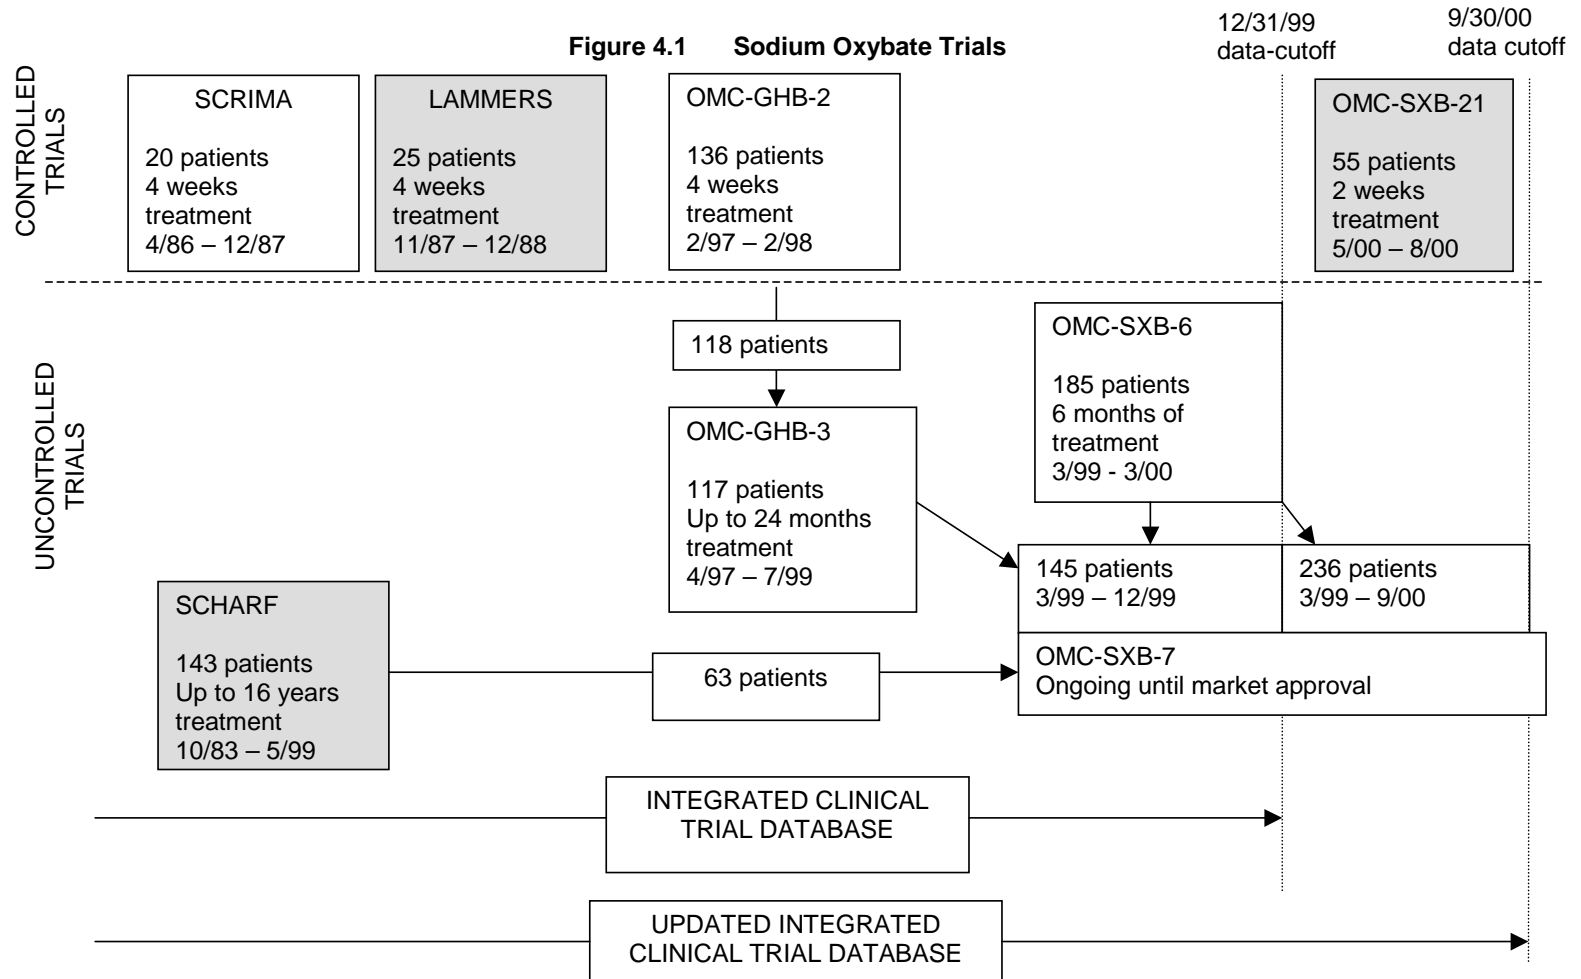 12/31/99
data-cutoff
9/30/00
data cutoff
Figure 4.1 Sodium Oxybate Trials
CONTROLLED
TRIALS
SCRIMA
20 patients
4 weeks
treatment
4/86 – 12/87
LAMMERS
25 patients
4 weeks
treatment
11/87 – 12/88
OMC-GHB-2
136 patients
4 weeks
treatment
2/97 – 2/98
OMC-SXB-21
55 patients
2 weeks
treatment
5/00 – 8/00
UNCONTROLLED
TRIALS
118 patients
OMC-GHB-3
117 patients
Up to 24 months
treatment
4/97 – 7/99
OMC-SXB-6
185 patients
6 months of
treatment
3/99 - 3/00
145 patients
3/99 – 12/99
236 patients
3/99 – 9/00
SCHARF
143 patients
Up to 16 years
treatment
10/83 – 5/99
63 patients
OMC-SXB-7
Ongoing until market approval
INTEGRATED CLINICAL
TRIAL DATABASE
UPDATED INTEGRATED
CLINICAL TRIAL DATABASE